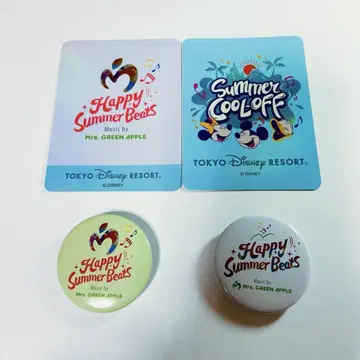 Happy
Summer Beats
Music by
Mrs. GREEN APPLE
TOKYO Disney RESORT®
©DISNEY
Summer
COOL-OFF
TOKYO Disney RESORT®
©DISNEY
Happy
Summer Beats
Music by
Mrs. GREEN APPLE
Happy
Summer Beats
Music by
Mrs. GREEN APPLE